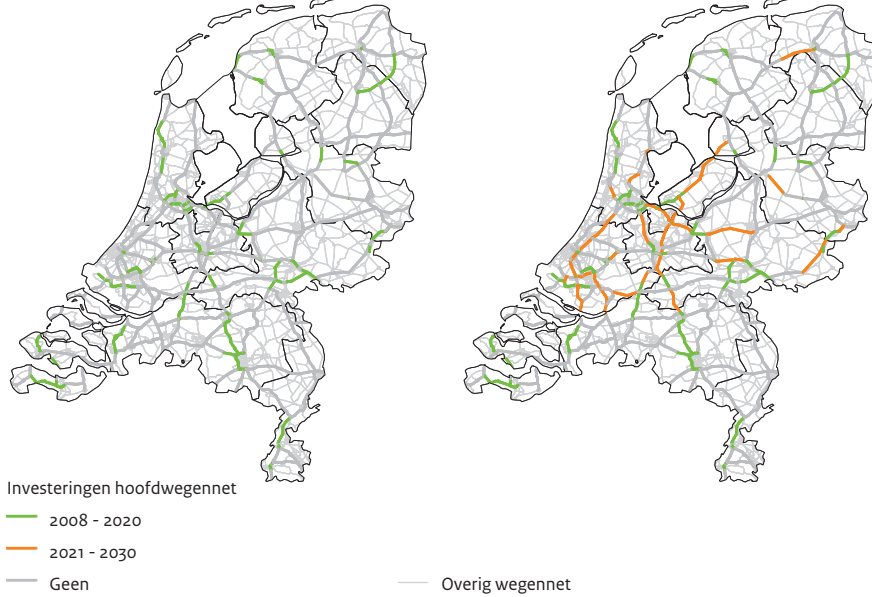 Investeringen hoofdwegennet
2008 - 2020
2021 - 2030
Geen
Overig wegennet